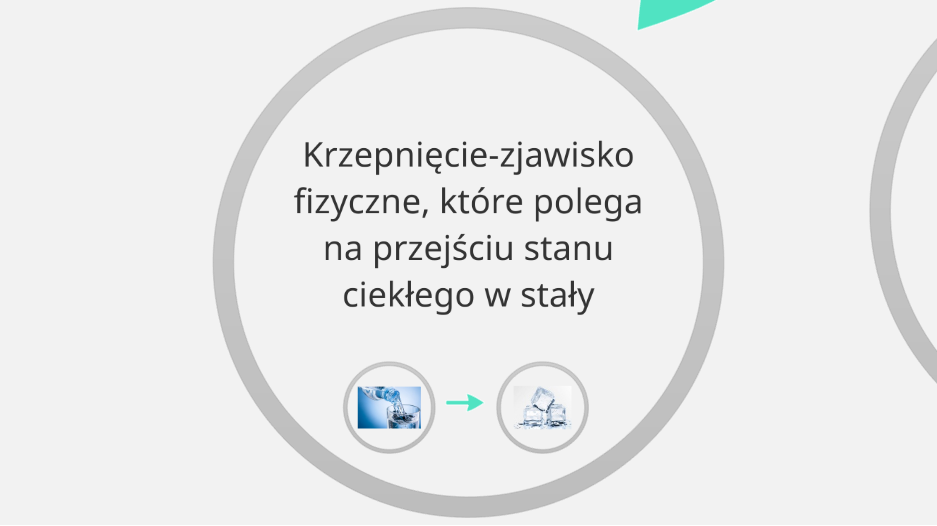 Krzepnięcie-zjawisko
fizyczne, które polega
na przejściu stanu
ciekłego w stały